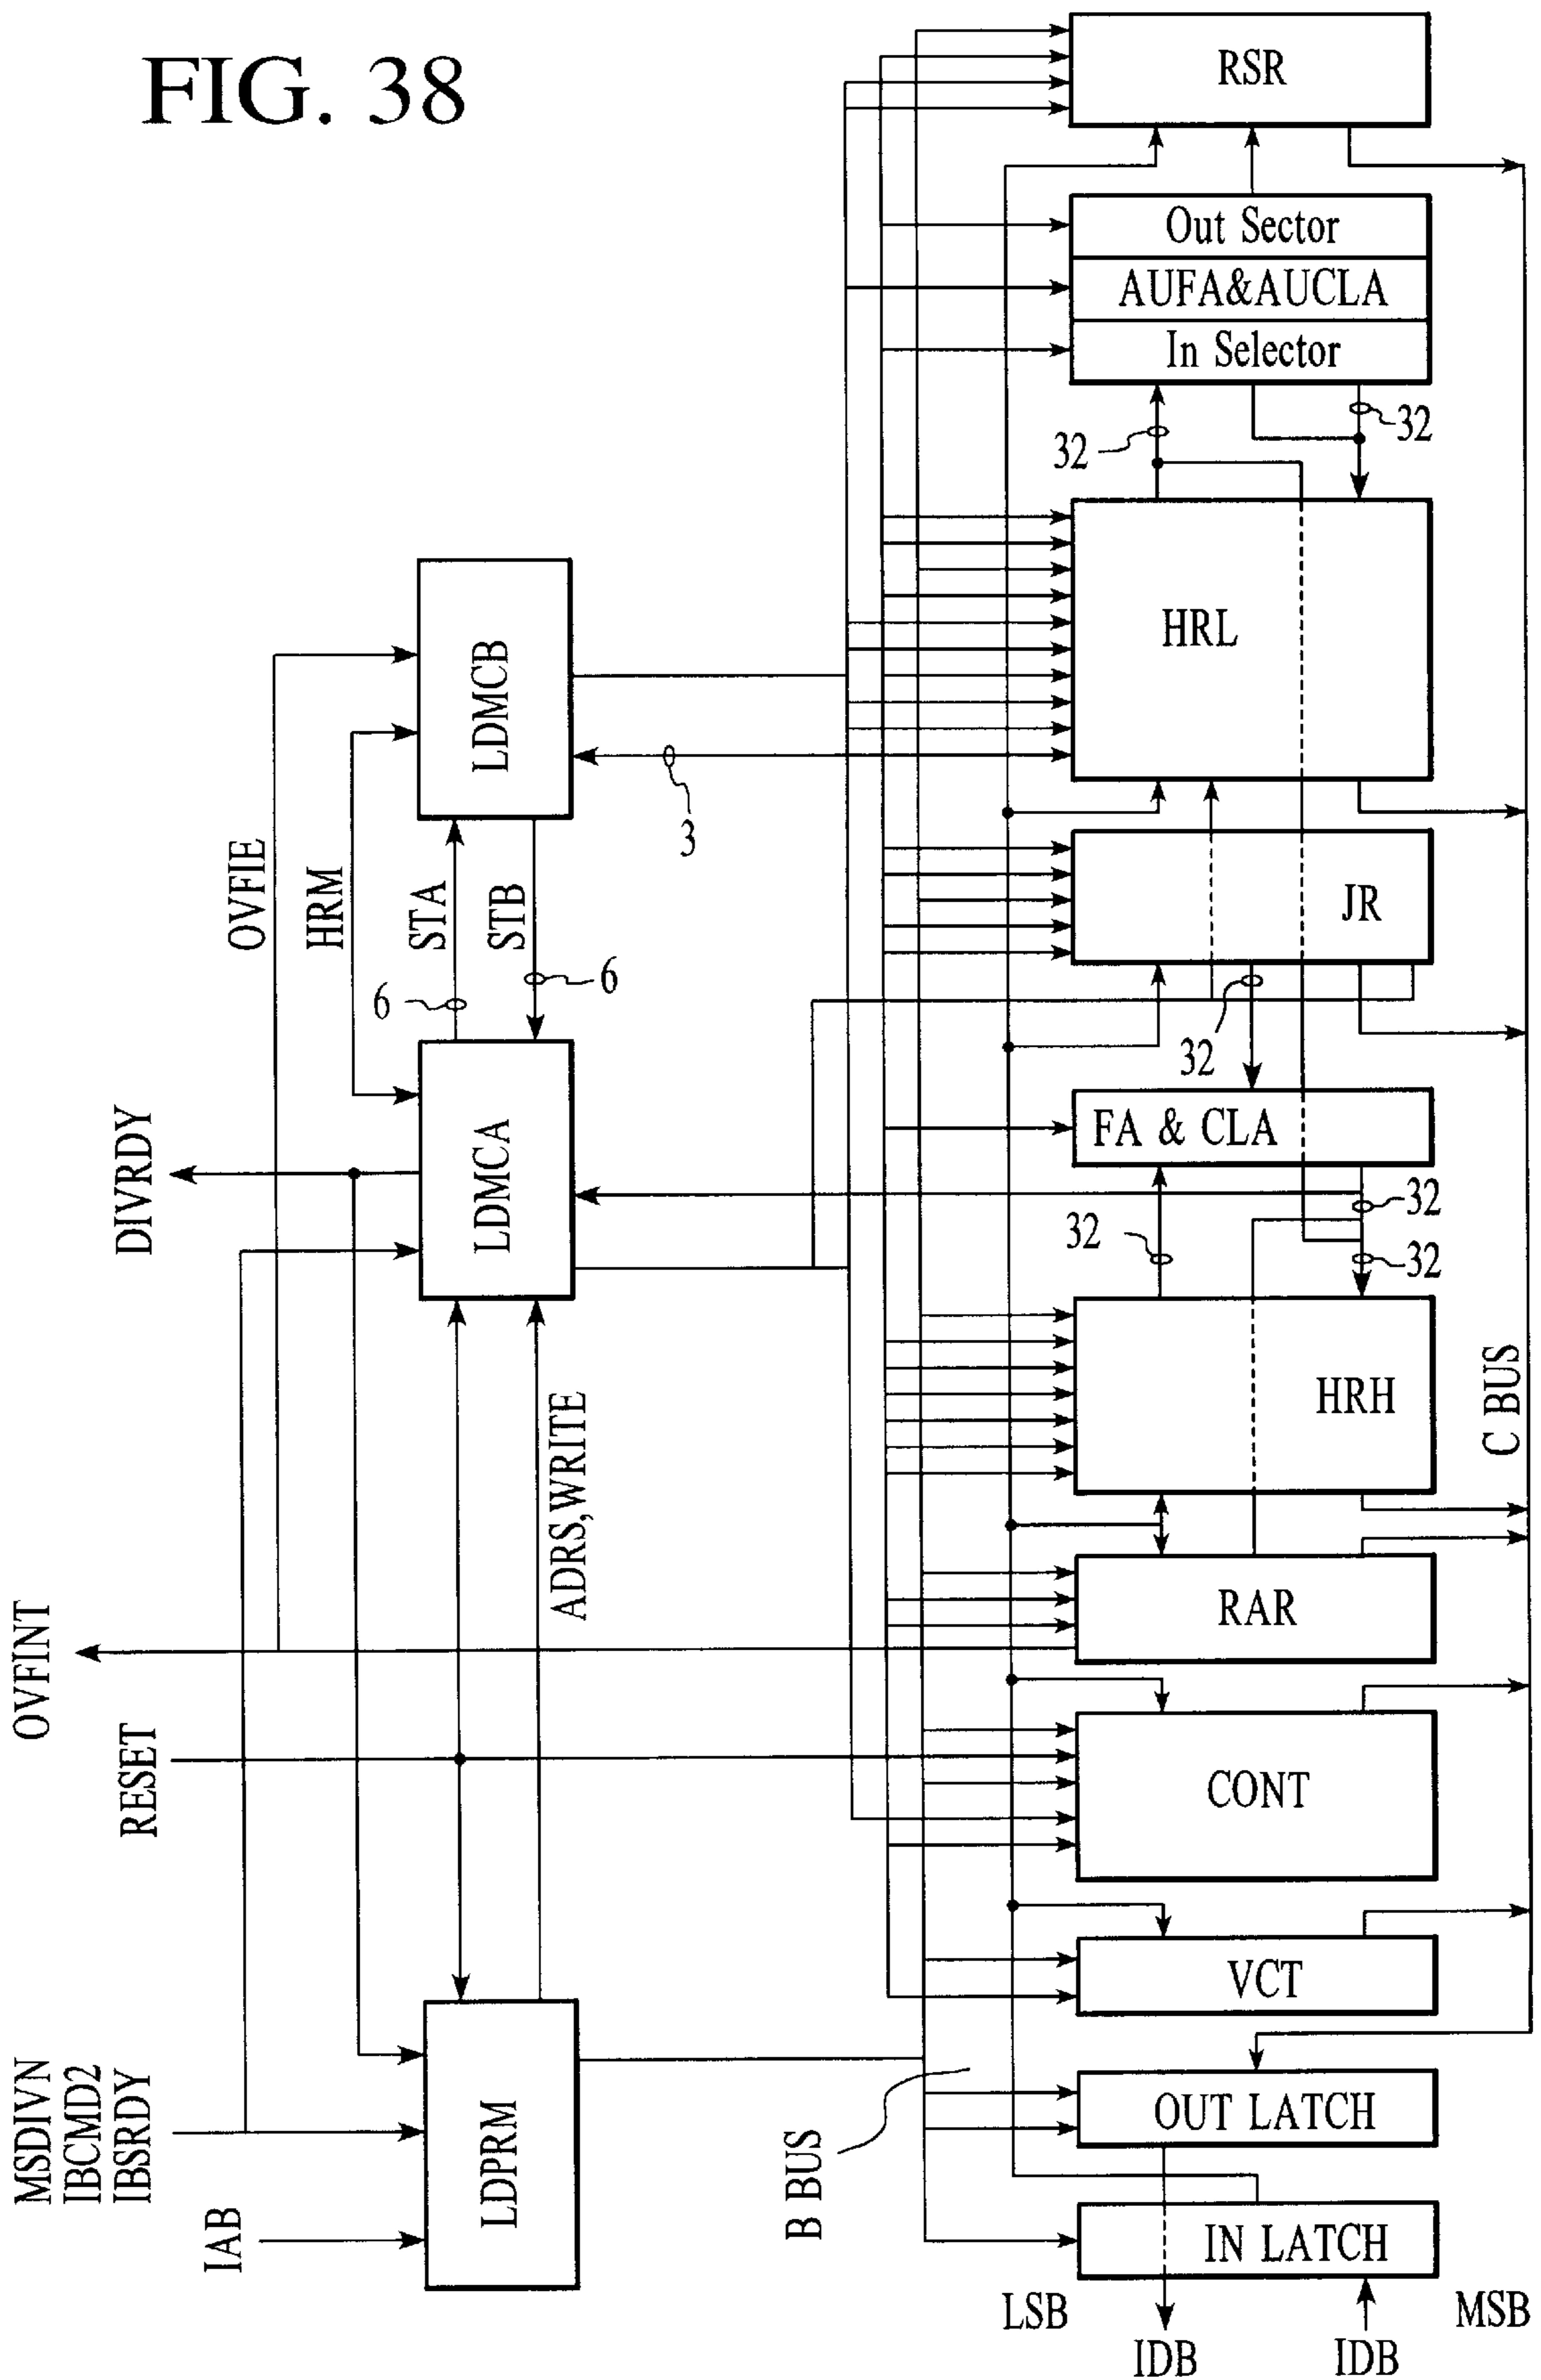 FIG. 38
RSR
Out Sector
AUFA&AUCLA
In Selector
32
32
HRL
LDMCB
3
OVFIE
HRM
STA
STB
6
6
JR
32
FA & CLA
DIVRDY
LDMCA
32
32
32
HRH
C BUS
ADRS,WRITE
RAR
OVFINT
RESET
CONT
VCT
MSDIVN
IBCMD2
IBSRDY
IAB
LDPRM
B BUS
OUT LATCH
IN LATCH
LSB
MSB
IDB
IDB